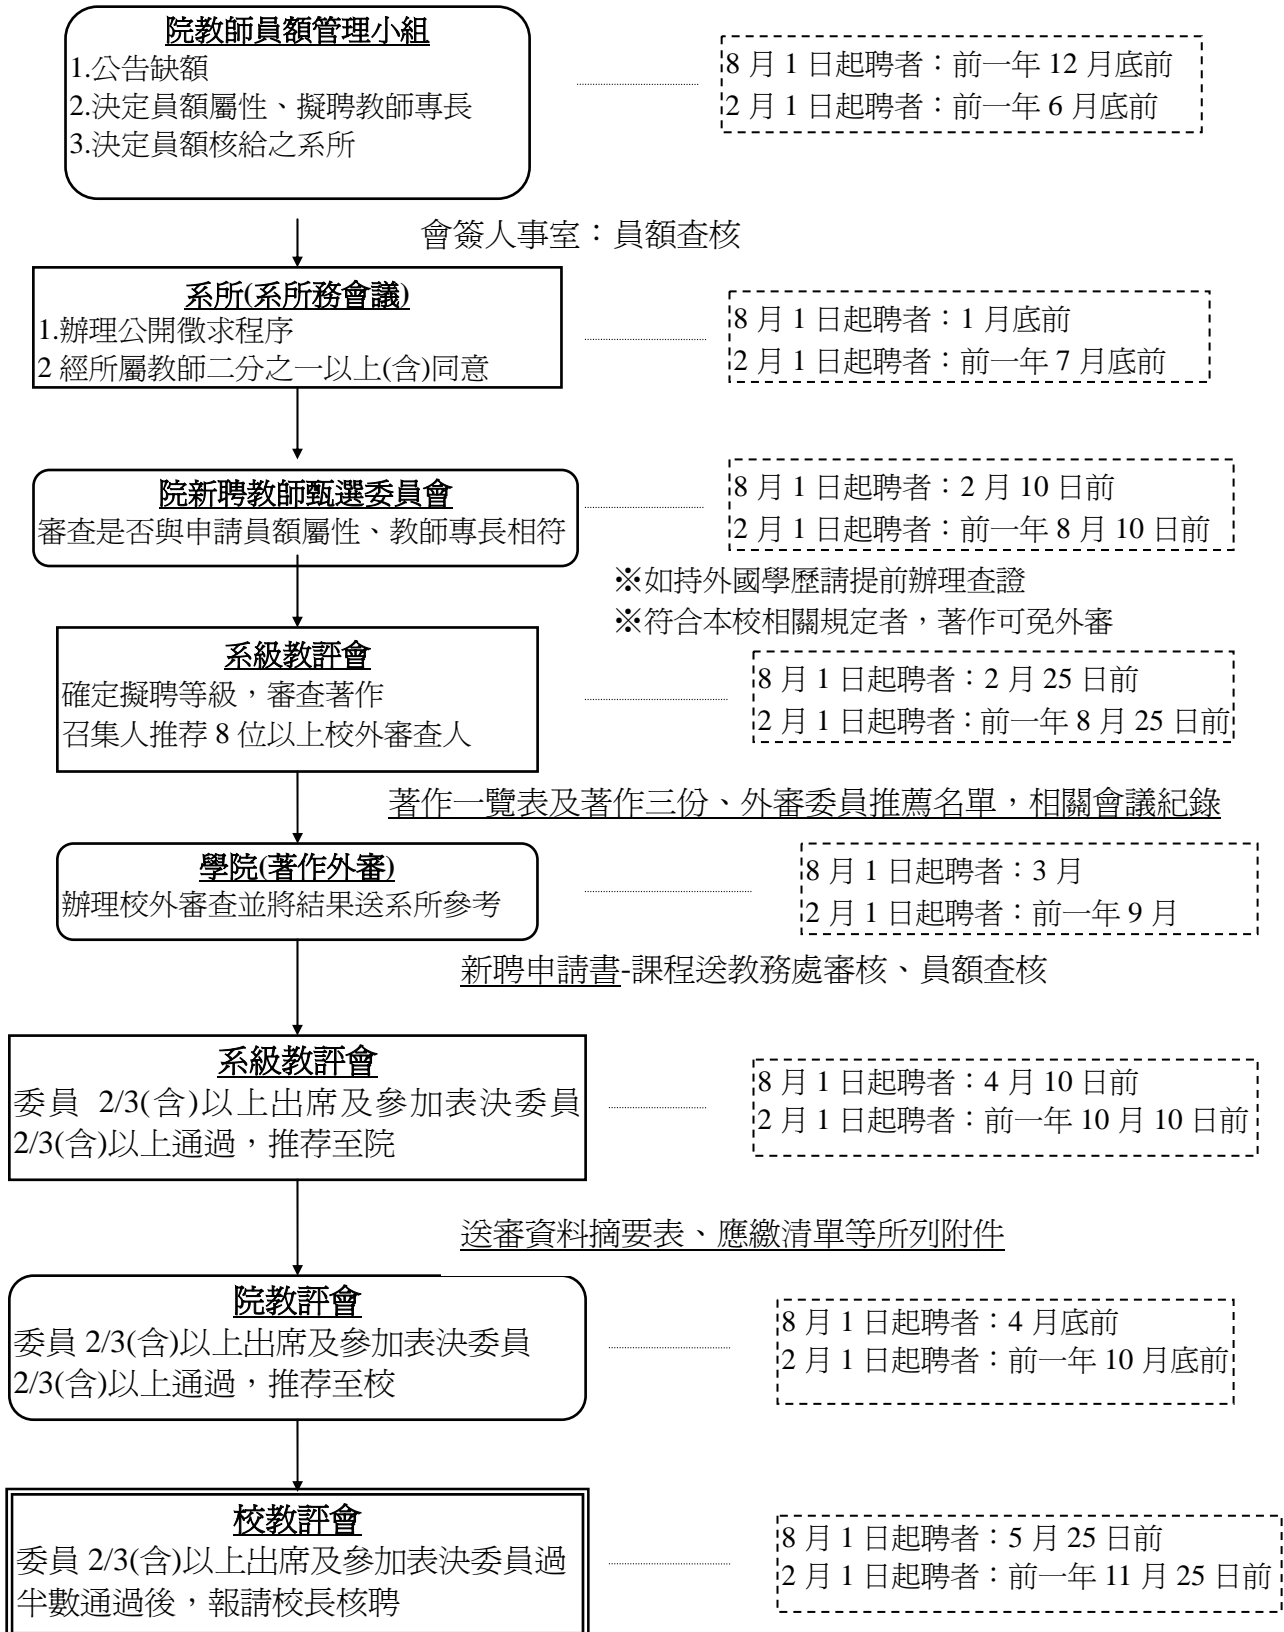 院教師員額管理小組
1.公告缺額
2.決定員額屬性、擬聘教師專長
3.決定員額核給之系所
8 月 1 日起聘者：前一年 12 月底前
2 月 1 日起聘者：前一年 6 月底前
會簽人事室：員額查核
系所(系所務會議)
1.辦理公開徵求程序
2 經所屬教師二分之一以上(含)同意
8 月 1 日起聘者：1 月底前
2 月 1 日起聘者：前一年 7 月底前
院新聘教師甄選委員會
審查是否與申請員額屬性、教師專長相符
8 月 1 日起聘者：2 月 10 日前
2 月 1 日起聘者：前一年 8 月 10 日前
※如持外國學歷請提前辦理查證
※符合本校相關規定者，著作可免外審
系級教評會
確定擬聘等級，審查著作
召集人推荐 8 位以上校外審查人
8 月 1 日起聘者：2 月 25 日前
2 月 1 日起聘者：前一年 8 月 25 日前
著作一覽表及著作三份、外審委員推薦名單，相關會議紀錄
學院(著作外審)
辦理校外審查並將結果送系所參考
8 月 1 日起聘者：3 月
2 月 1 日起聘者：前一年 9 月
新聘申請書-課程送教務處審核、員額查核
系級教評會
委員 2/3(含)以上出席及參加表決委員
2/3(含)以上通過，推荐至院
8 月 1 日起聘者：4 月 10 日前
2 月 1 日起聘者：前一年 10 月 10 日前
送審資料摘要表、應繳清單等所列附件
院教評會
委員 2/3(含)以上出席及參加表決委員
2/3(含)以上通過，推荐至校
8 月 1 日起聘者：4 月底前
2 月 1 日起聘者：前一年 10 月底前
校教評會
委員 2/3(含)以上出席及參加表決委員過
半數通過後，報請校長核聘
8 月 1 日起聘者：5 月 25 日前
2 月 1 日起聘者：前一年 11 月 25 日前